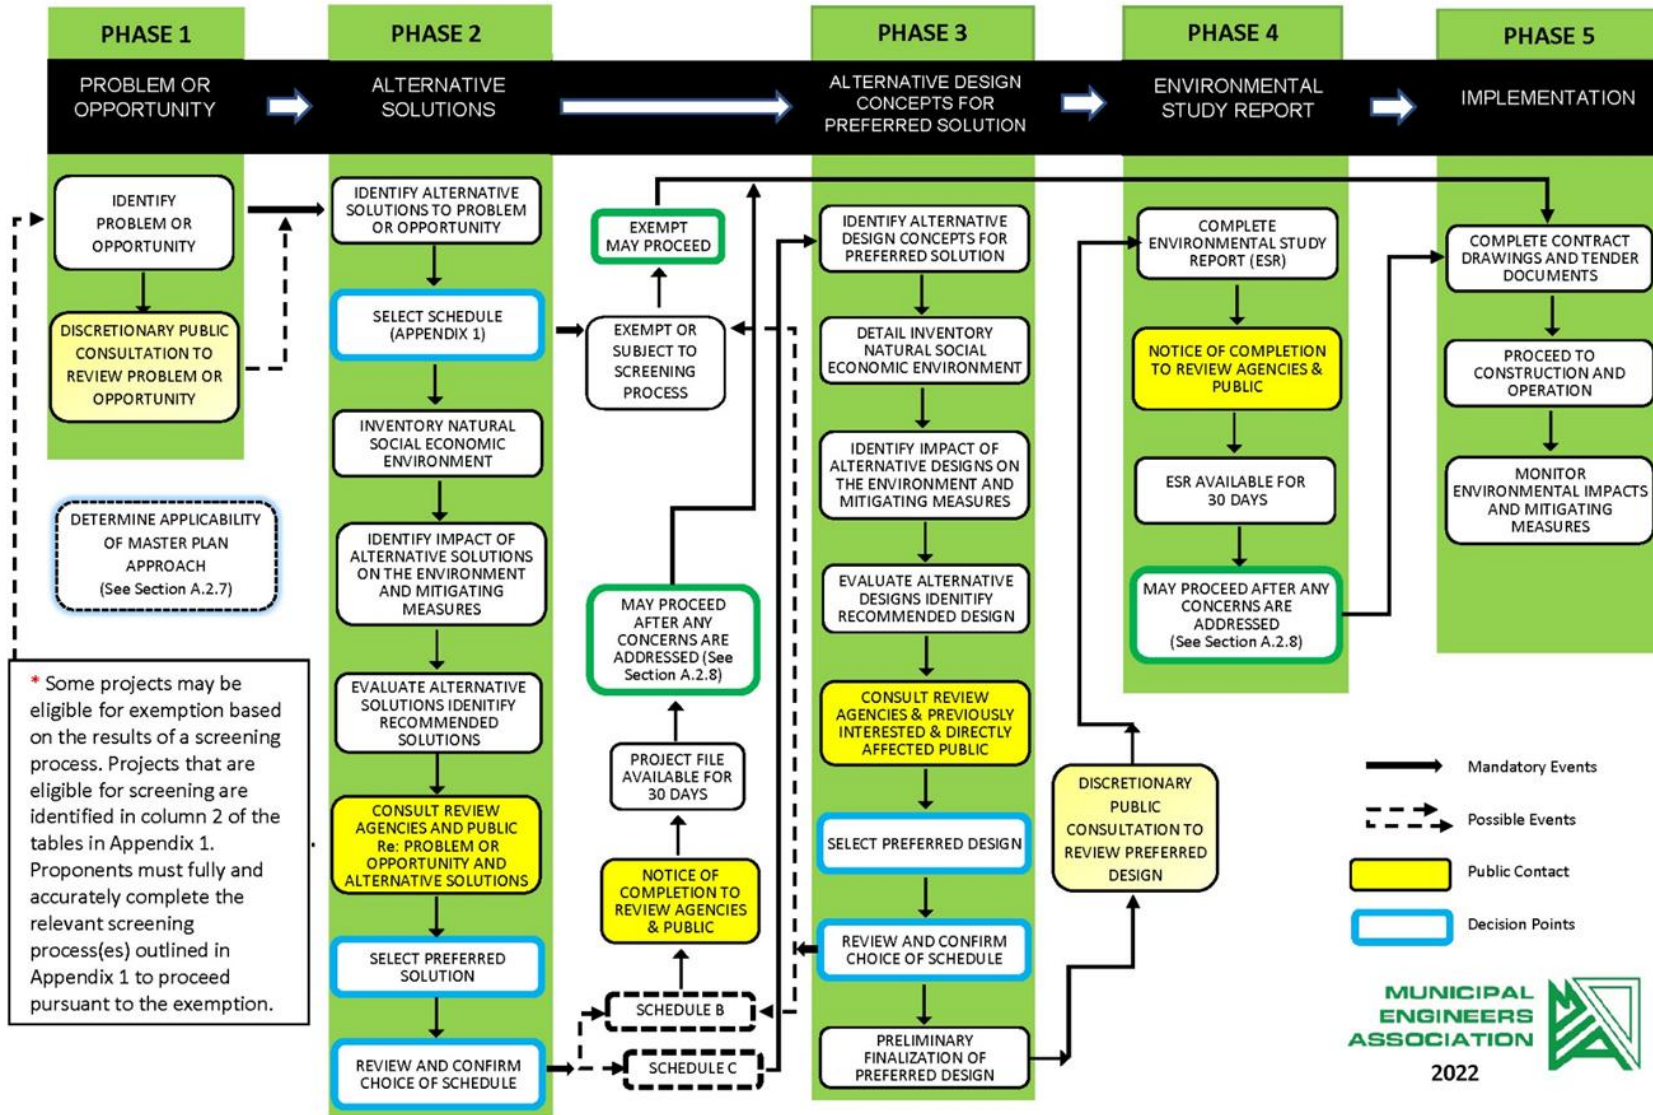 PHASE 1
PROBLEM OR
OPPORTUNITY
IDENTIFY
PROBLEM OR
OPPORTUNITY
DISCRETIONARY PUBLIC
CONSULTATION TO
REVIEW PROBLEM OR
OPPORTUNITY
DETERMINE APPLICABILITY
OF MASTER PLAN
APPROACH
(See Section A.2.7)
* Some projects may be
eligible for exemption based
on the results of a screening
process. Projects that are
eligible for screening are
identified in column 2 of the
tables in Appendix 1.
Proponents must fully and
accurately complete the
relevant screening
process(es) outlined in
Appendix 1 to proceed
pursuant to the exemption.
PHASE 2
ALTERNATIVE
SOLUTIONS
IDENTIFY ALTERNATIVE
SOLUTIONS TO PROBLEM
OR OPPORTUNITY
SELECT SCHEDULE
(APPENDIX 1)
INVENTORY NATURAL
SOCIAL ECONOMIC
ENVIRONMENT
IDENTIFY IMPACT OF
ALTERNATIVE SOLUTIONS
ON THE ENVIRONMENT
AND MITIGATING
MEASURES
EVALUATE ALTERNATIVE
SOLUTIONS IDENITIFY
RECOMMENDED
SOLUTIONS
CONSULT REVIEW
AGENCIES AND PUBLIC
Re: PROBLEM OR
OPPORTUNITY AND
ALTERNATIVE SOLUTIONS
SELECT PREFERRED
SOLUTION
REVIEW AND CONFIRM
CHOICE OF SCHEDULE
EXEMPT
MAY PROCEED
EXEMPT OR
SUBJECT TO
SCREENING
PROCESS
MAY PROCEED
AFTER ANY
CONCERNS ARE
ADDRESSED (See
Section A.2.8)
PROJECT FILE
AVAILABLE FOR
30 DAYS
NOTICE OF
COMPLETION TO
REVIEW AGENCIES
& PUBLIC
SCHEDULE B
SCHEDULE C
PHASE 3
ALTERNATIVE DESIGN
CONCEPTS FOR
PREFERRED SOLUTION
IDENTIFY ALTERNATIVE
DESIGN CONCEPTS FOR
PREFERRED SOLUTION
DETAIL INVENTORY
NATURAL SOCIAL
ECONOMIC ENVIRONMENT
IDENTIFY IMPACT OF
ALTERNATIVE DESIGNS ON
THE ENVIRONMENT AND
MITIGATING MEASURES
EVALUATE ALTERNATIVE
DESIGNS IDENITIFY
RECOMMENDED DESIGN
CONSULT REVIEW
AGENCIES & PREVIOUSLY
INTERESTED & DIRECTLY
AFFECTED PUBLIC
SELECT PREFERRED DESIGN
REVIEW AND CONFIRM
CHOICE OF SCHEDULE
PRELIMINARY
FINALIZATION OF
PREFERRED DESIGN
PHASE 4
ENVIRONMENTAL
STUDY REPORT
COMPLETE
ENVIRONMENTAL STUDY
REPORT (ESR)
NOTICE OF COMPLETION
TO REVIEW AGENCIES &
PUBLIC
ESR AVAILABLE FOR
30 DAYS
MAY PROCEED AFTER ANY
CONCERNS ARE
ADDRESSED
(See Section A.2.8)
DISCRETIONARY
PUBLIC
CONSULTATION TO
REVIEW PREFERRED
DESIGN
PHASE 5
IMPLEMENTATION
COMPLETE CONTRACT
DRAWINGS AND TENDER
DOCUMENTS
PROCEED TO
CONSTRUCTION AND
OPERATION
MONITOR
ENVIRONMENTAL IMPACTS
AND MITIGATING
MEASURES
Mandatory Events
Possible Events
Public Contact
Decision Points
MUNICIPAL
ENGINEERS
ASSOCIATION
2022